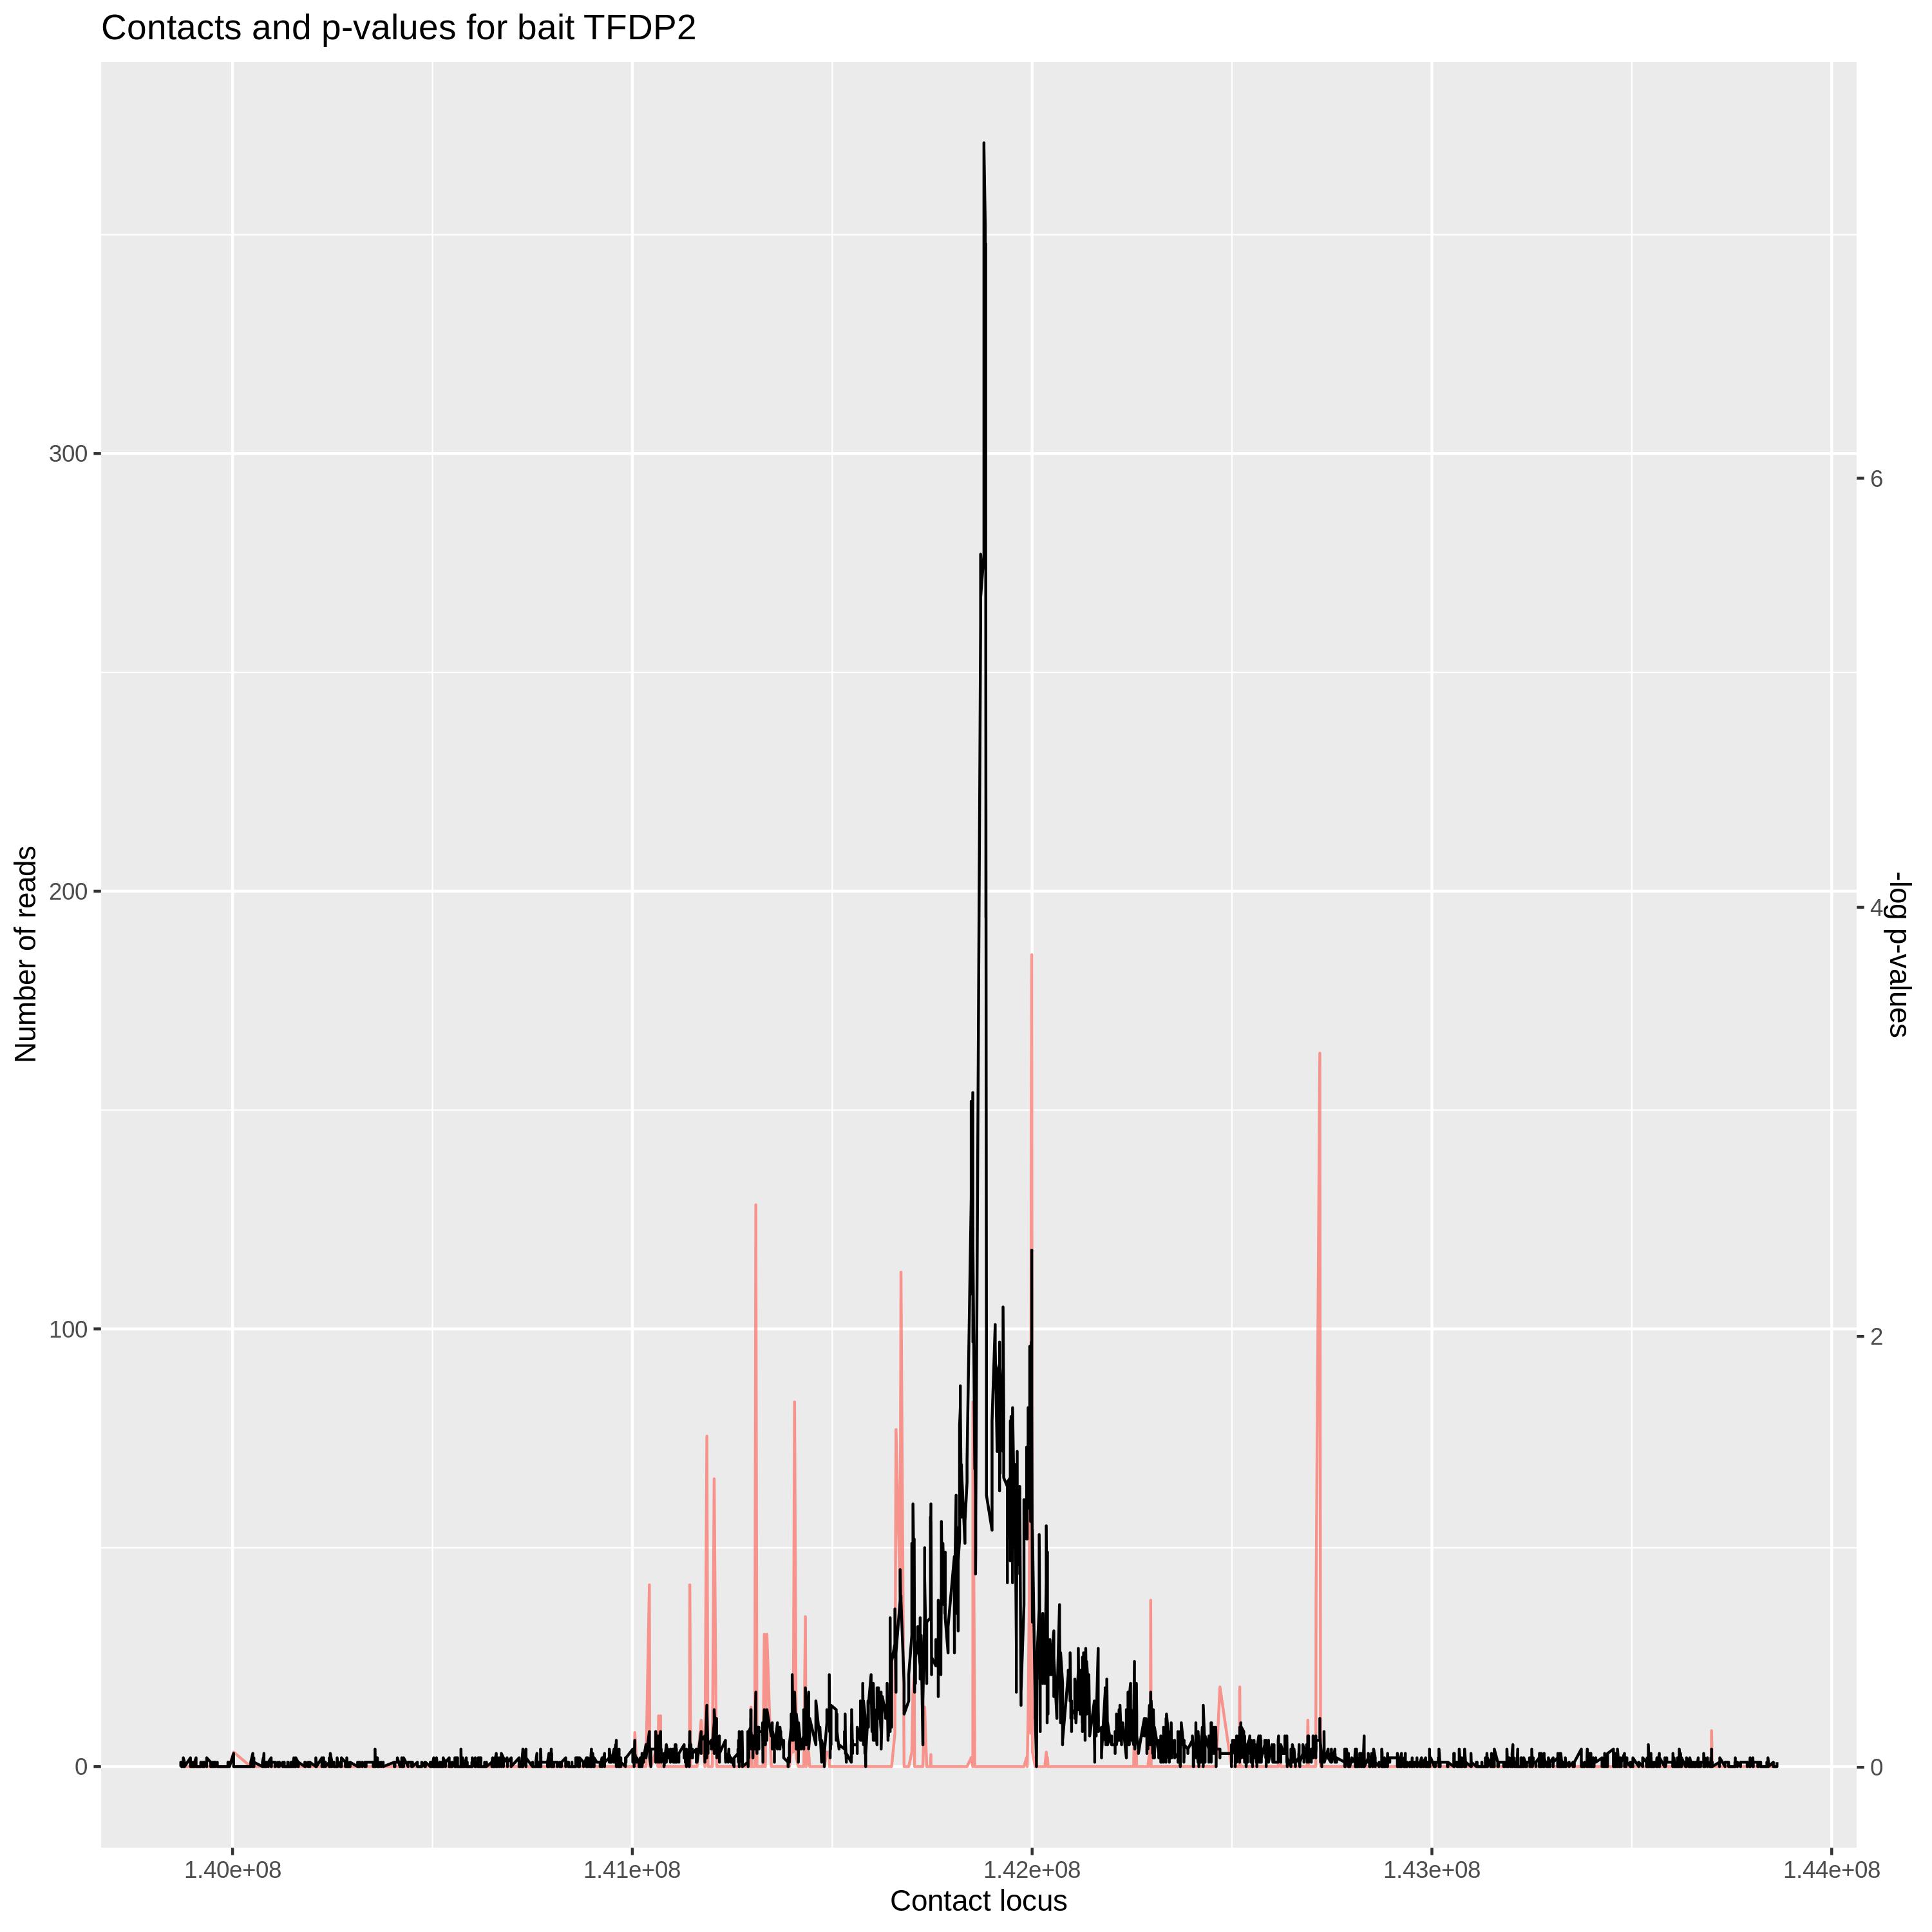 Contacts and p-values for bait TFDP2
Number of reads
300
200
100
0
6
4
2
0
-log p-values
1.40e+08
1.41e+08
1.42e+08
1.43e+08
1.44e+08
Contact locus